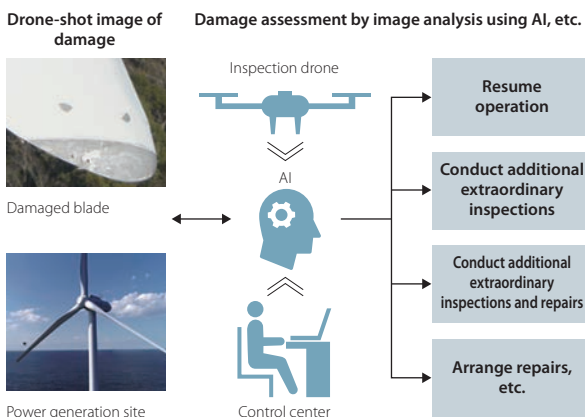 Drone-shot image of
damage
Damage assessment by image analysis using AI, etc.
Inspection drone
AI
Damaged blade
Power generation site
Control center
Resume
operation
Conduct additional
extraordinary
inspections
Conduct additional
extraordinary
inspections and repairs
Arrange repairs,
etc.